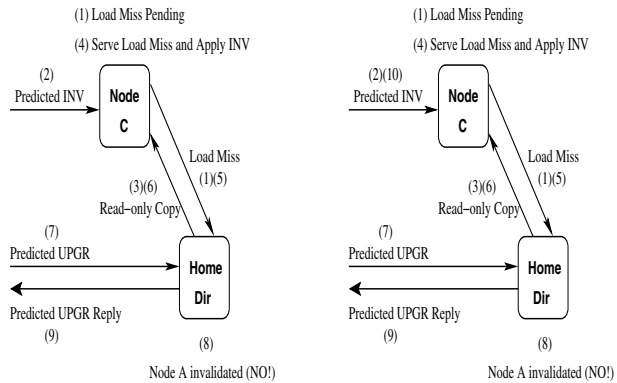 (1) Load Miss Pending
(4) Serve Load Miss and Apply INV
(2)
Predicted INV
Node
C
Load Miss
(1)(5)
(3)(6)
Read-only Copy
(7)
Predicted UPGR
Home
Dir
Predicted UPGR Reply
(9)
(8)
Node A invalidated (NO!)
(1) Load Miss Pending
(4) Serve Load Miss and Apply INV
(2)(10)
Predicted INV
Node
C
Load Miss
(1)(5)
(3)(6)
Read-only Copy
(7)
Predicted UPGR
Home
Dir
Predicted UPGR Reply
(9)
(8)
Node A invalidated (NO!)